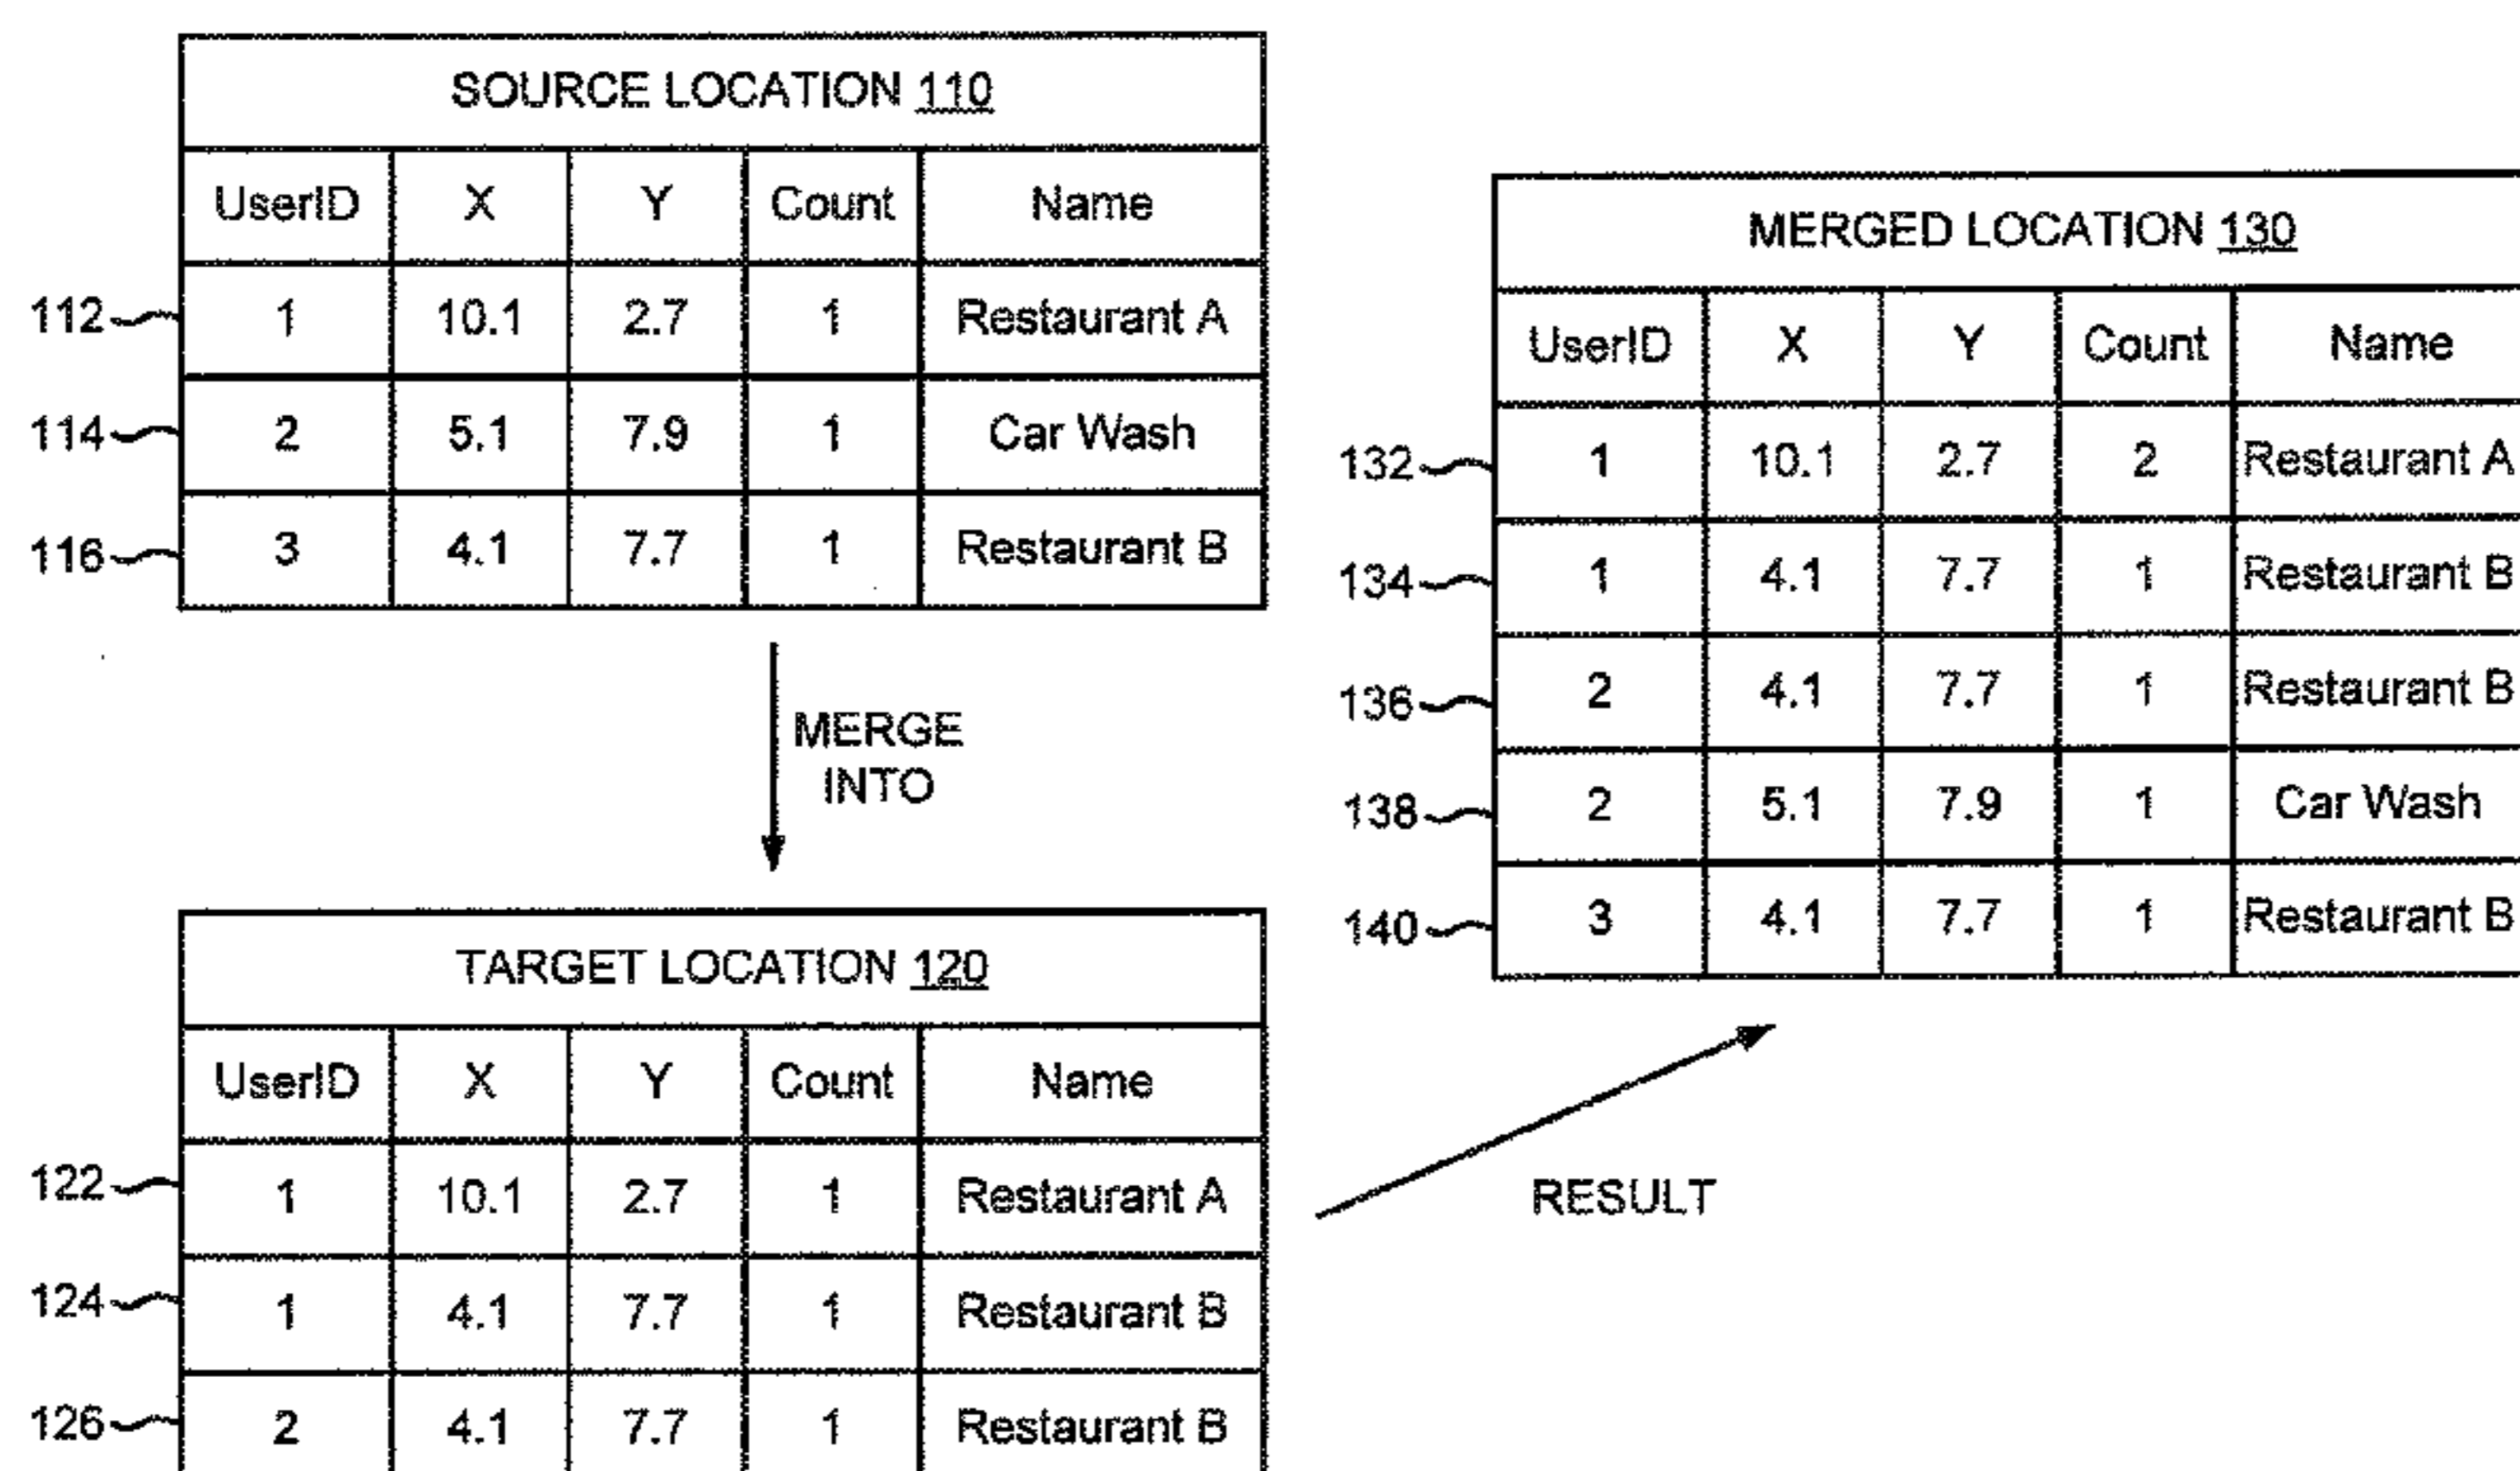 SOURCE LOCATION 110
UserID X Y Count Name
112 1 10.1 2.7 1 Restaurant A
114 2 5.1 7.9 1 Car Wash
116 3 4.1 7.7 1 Restaurant B
MERGE
INTO
TARGET LOCATION 120
UserID X Y Count Name
122 1 10.1 2.7 1 Restaurant A
124 1 4.1 7.7 1 Restaurant B
126 2 4.1 7.7 1 Restaurant B
RESULT
MERGED LOCATION 130
UserID X Y Count Name
132 1 10.1 2.7 2 Restaurant A
134 1 4.1 7.7 1 Restaurant B
136 2 4.1 7.7 1 Restaurant B
138 2 5.1 7.9 1 Car Wash
140 3 4.1 7.7 1 Restaurant B